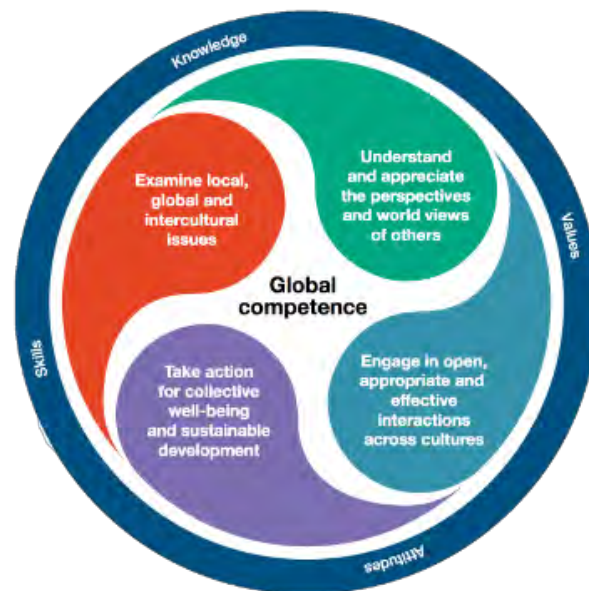 Knowledge
Examine local,
global and
intercultural
issues
Understand
and appreciate
the perspectives
and world views
of others
Values
Global
competence
Skills
Take action
for collective
well-being
and sustainable
development
Engage in open,
appropriate and
effective
interactions
across cultures
Attitudes